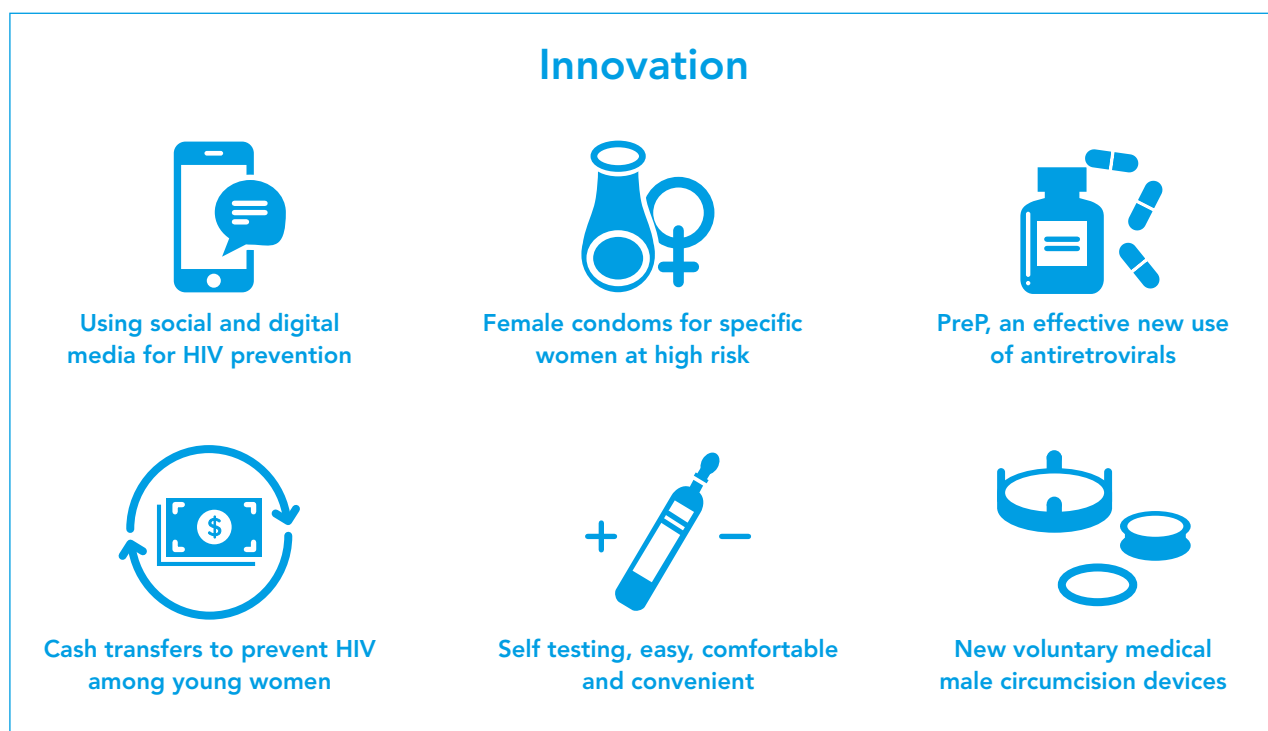 Innovation
Using social and digital
media for HIV prevention
Female condoms for specific
women at high risk
PreP, an effective new use
of antiretrovirals
$
Cash transfers to prevent HIV
among young women
Self testing, easy, comfortable
and convenient
New voluntary medical
male circumcision devices